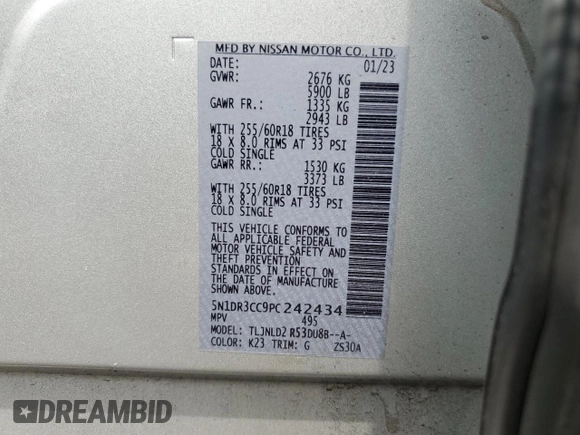 MFD BY NISSAN MOTOR CO., LTD.
DATE: 01/23
GVWR: 2676 KG
5900 LB
GAWR FR.: 1335 KG
2943 LB
WITH 255/60R18 TIRES
18 X 8.0 RIMS AT 33 PSI
COLD SINGLE
GAWR RR.: 1530 KG
3373 LB
WITH 255/60R18 TIRES
18 X 8.0 RIMS AT 33 PSI
COLD SINGLE
THIS VEHICLE CONFORMS TO
ALL APPLICABLE FEDERAL
MOTOR VEHICLE SAFETY AND
THEFT PREVENTION
STANDARDS IN EFFECT ON
THE DATE OF MANUFACTURE
5N1DR3CC9PC242434
MPV 495
MODEL: TLJNLD2 R53DU8B--A-
COLOR: K23 TRIM: G ZS30A
DREAMBID